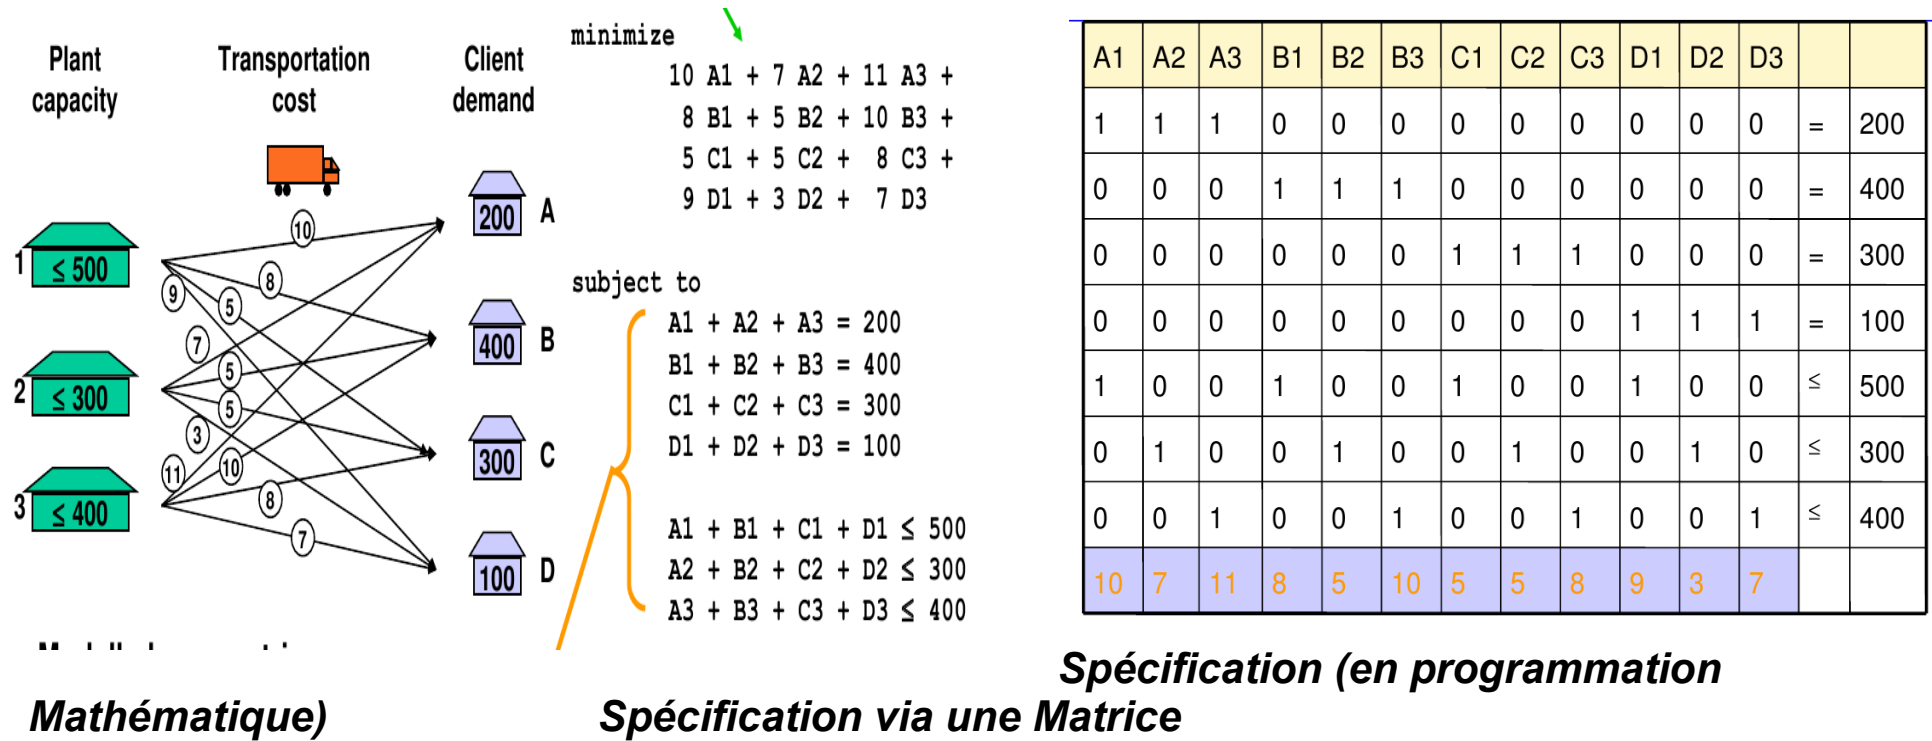 Plant
capacity
Transportation
cost
Client
demand
10
200 A
1 ≤ 500
8
9
5
7
400 B
5
2 ≤ 300
5
3
300 C
11
10
3 ≤ 400
8
7
100 D
minimize
10 A1 + 7 A2 + 11 A3 +
8 B1 + 5 B2 + 10 B3 +
5 C1 + 5 C2 + 8 C3 +
9 D1 + 3 D2 + 7 D3
subject to
A1 + A2 + A3 = 200
B1 + B2 + B3 = 400
C1 + C2 + C3 = 300
D1 + D2 + D3 = 100
A1 + B1 + C1 + D1 ≤ 500
A2 + B2 + C2 + D2 ≤ 300
A3 + B3 + C3 + D3 ≤ 400
A1 A2 A3 B1 B2 B3 C1 C2 C3 D1 D2 D3
1 1 1 0 0 0 0 0 0 0 0 0 = 200
0 0 0 1 1 1 0 0 0 0 0 0 = 400
0 0 0 0 0 0 1 1 1 0 0 0 = 300
0 0 0 0 0 0 0 0 0 1 1 1 = 100
1 0 0 1 0 0 1 0 0 1 0 0 ≤ 500
0 1 0 0 1 0 0 1 0 0 1 0 ≤ 300
0 0 1 0 0 1 0 0 1 0 0 1 ≤ 400
10 7 11 8 5 10 5 5 8 9 3 7
Spécification (en programmation
Mathématique) Spécification via une Matrice